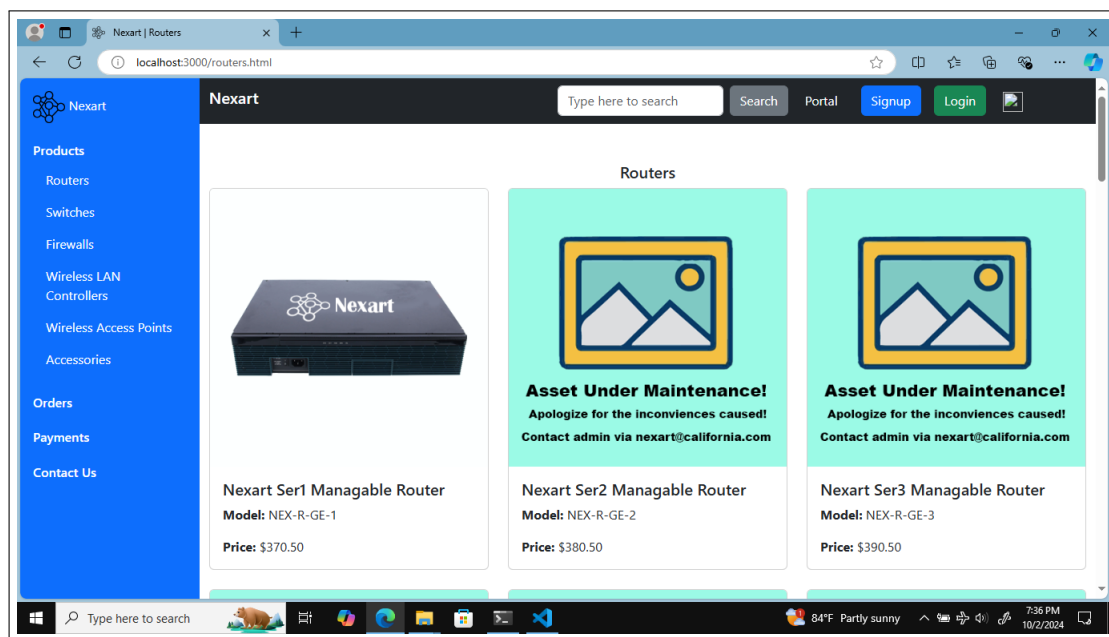 Nexart | Routers
localhost:3000/routers.html
Nexart
Nexart
Type here to search
Search
Portal
Signup
Login
Products
Routers
Switches
Firewalls
Wireless LAN
Controllers
Wireless Access Points
Accessories
Orders
Payments
Contact Us
Routers
Nexart
Nexart Ser1 Managable Router
Model: NEX-R-GE-1
Price: $370.50
Asset Under Maintenance!
Apologize for the inconviences caused!
Contact admin via nexart@california.com
Nexart Ser2 Managable Router
Model: NEX-R-GE-2
Price: $380.50
Asset Under Maintenance!
Apologize for the inconviences caused!
Contact admin via nexart@california.com
Nexart Ser3 Managable Router
Model: NEX-R-GE-3
Price: $390.50
Type here to search
84°F Partly sunny
7:36 PM
10/2/2024